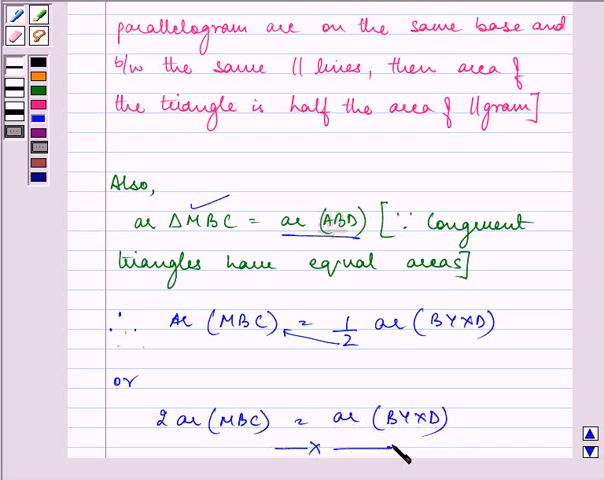 parallelogram are on the same base and
b/w the same || lines, then area of
the triangle is half the area of ||gram]
Also,
ar ΔMBC = ar (ABD) [∵ Congruent
triangles have equal areas]
∴ Ar (MBC) = 1/2 ar (BYXD)
or
2 ar (MBC) = ar (BYXD)
—— x ——